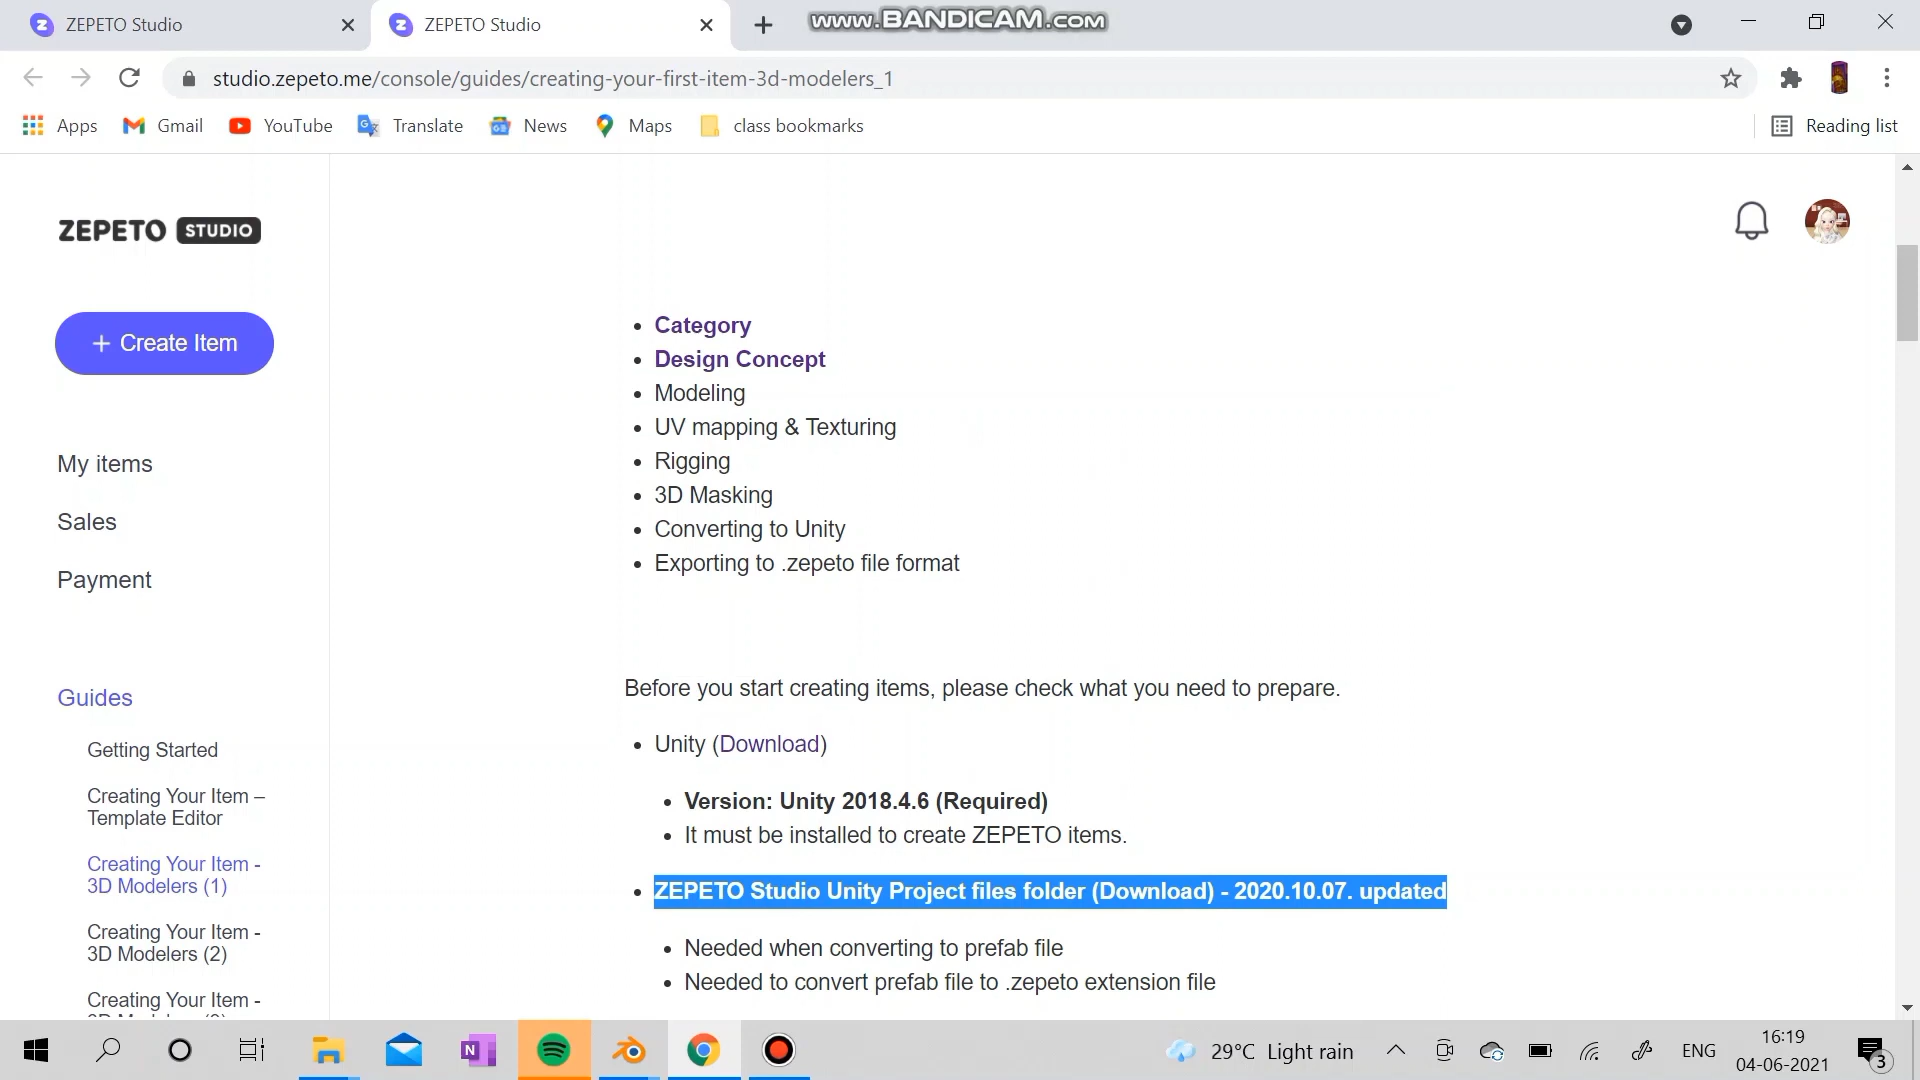 ZEPETO Studio
ZEPETO Studio
www.BANDICAM.com
studio.zepeto.me/console/guides/creating-your-first-item-3d-modelers_1
Apps
Gmail
YouTube
Translate
News
Maps
class bookmarks
Reading list
ZEPETO STUDIO
+ Create Item
My items
Sales
Payment
Guides
Getting Started
Creating Your Item –
Template Editor
Creating Your Item -
3D Modelers (1)
Creating Your Item -
3D Modelers (2)
Creating Your Item -
• Category
• Design Concept
• Modeling
• UV mapping & Texturing
• Rigging
• 3D Masking
• Converting to Unity
• Exporting to .zepeto file format
Before you start creating items, please check what you need to prepare.
• Unity (Download)
• Version: Unity 2018.4.6 (Required)
• It must be installed to create ZEPETO items.
• ZEPETO Studio Unity Project files folder (Download) - 2020.10.07. updated
• Needed when converting to prefab file
• Needed to convert prefab file to .zepeto extension file
29°C Light rain
ENG
16:19
04-06-2021
3